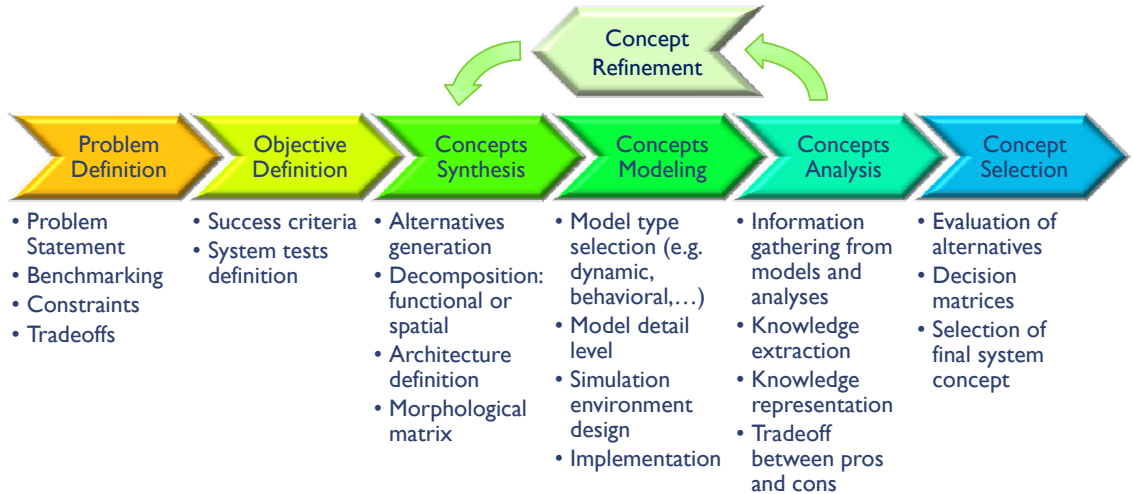 Concept
Refinement
Problem
Definition
Objective
Definition
Concepts
Synthesis
Concepts
Modeling
Concepts
Analysis
Concept
Selection
• Problem
Statement
• Benchmarking
• Constraints
• Tradeoffs
• Success criteria
• System tests
definition
• Alternatives
generation
• Decomposition:
functional or
spatial
• Architecture
definition
• Morphological
matrix
• Model type
selection (e.g.
dynamic,
behavioral,…)
• Model detail
level
• Simulation
environment
design
• Implementation
• Information
gathering from
models and
analyses
• Knowledge
extraction
• Knowledge
representation
• Tradeoff
between pros
and cons
• Evaluation of
alternatives
• Decision
matrices
• Selection of
final system
concept